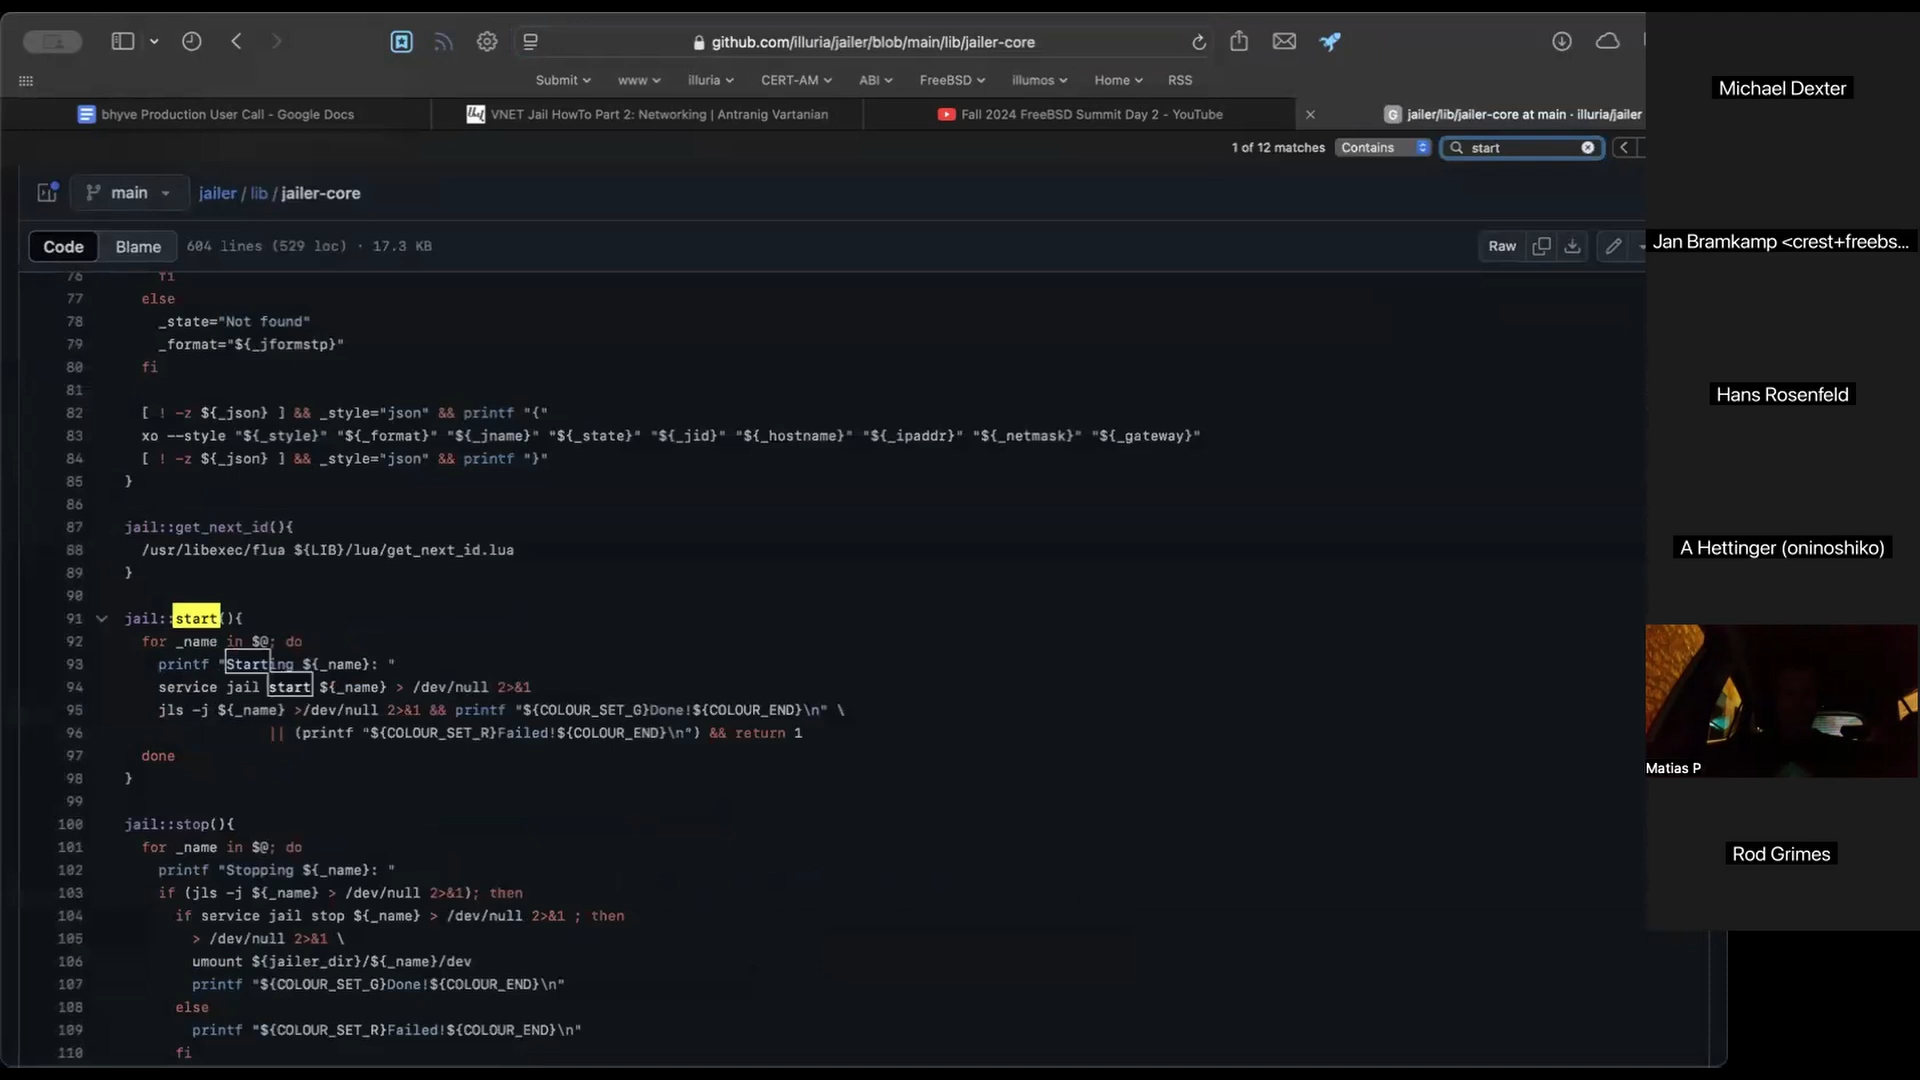 github.com/illuria/jailer/blob/main/lib/jailer-core
Submit www illuria CERT-AM ABI FreeBSD illumos Home RSS
bhyve Production User Call - Google Docs
VNET Jail HowTo Part 2: Networking | Antranig Vartanian
Fall 2024 FreeBSD Summit Day 2 - YouTube
jailer/lib/jailer-core at main · illuria/jailer
1 of 12 matches Contains start
main jailer / lib / jailer-core
Code Blame 604 lines (529 loc) · 17.3 KB Raw
76 fi
77 else
78 _state="Not found"
79 _format="${_jformstp}"
80 fi
81
82 [ ! -z ${_json} ] && _style="json" && printf "{"
83 xo --style "${_style}" "${_format}" "${_jname}" "${_state}" "${_jid}" "${_hostname}" "${_ipaddr}" "${_netmask}" "${_gateway}"
84 [ ! -z ${_json} ] && _style="json" && printf "}"
85 }
86
87 jail::get_next_id(){
88 /usr/libexec/flua ${LIB}/lua/get_next_id.lua
89 }
90
91 jail::start(){
92 for _name in $@; do
93 printf "Starting ${_name}: "
94 service jail start ${_name} > /dev/null 2>&1
95 jls -j ${_name} >/dev/null 2>&1 && printf "${COLOUR_SET_G}Done!${COLOUR_END}\n" \
96 || (printf "${COLOUR_SET_R}Failed!${COLOUR_END}\n") && return 1
97 done
98 }
99
100 jail::stop(){
101 for _name in $@; do
102 printf "Stopping ${_name}: "
103 if (jls -j ${_name} > /dev/null 2>&1); then
104 if service jail stop ${_name} > /dev/null 2>&1 ; then
105 > /dev/null 2>&1 \
106 umount ${jailer_dir}/${_name}/dev
107 printf "${COLOUR_SET_G}Done!${COLOUR_END}\n"
108 else
109 printf "${COLOUR_SET_R}Failed!${COLOUR_END}\n"
110 fi
Michael Dexter
Jan Bramkamp <crest+freebs...
Hans Rosenfeld
A Hettinger (oninoshiko)
Matias P
Rod Grimes